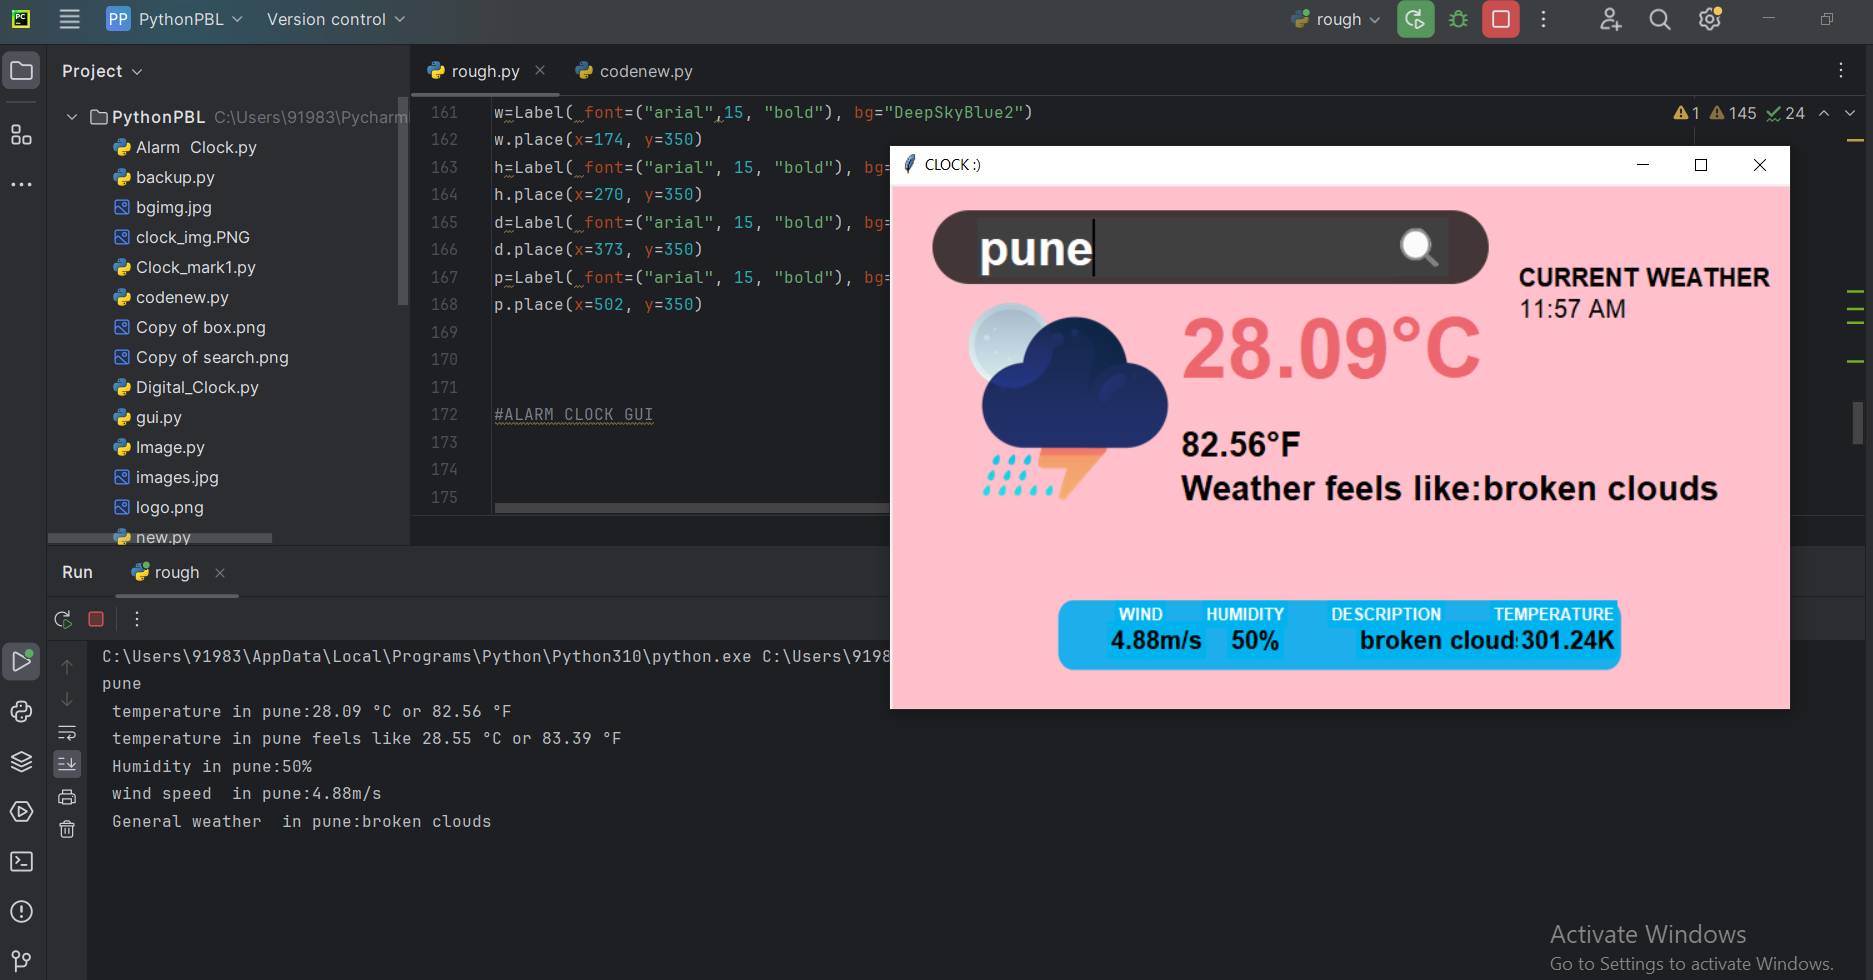 PC PP PythonPBL Version control rough
Project
rough.py codenew.py
PythonPBL C:\Users\91983\Pycharm
Alarm Clock.py
backup.py
bgimg.jpg
clock_img.PNG
Clock_mark1.py
codenew.py
Copy of box.png
Copy of search.png
Digital_Clock.py
gui.py
Image.py
images.jpg
logo.png
new.py
1 145 24
161 w=Label( font=("arial",15, "bold"), bg="DeepSkyBlue2")
162 w.place(x=174, y=350)
163 h=Label( font=("arial", 15, "bold"), bg=
164 h.place(x=270, y=350)
165 d=Label( font=("arial", 15, "bold"), bg=
166 d.place(x=373, y=350)
167 p=Label( font=("arial", 15, "bold"), bg=
168 p.place(x=502, y=350)
169
170
171
172 #ALARM CLOCK GUI
173
174
175
CLOCK :)
pune
CURRENT WEATHER
11:57 AM
28.09°C
82.56°F
Weather feels like:broken clouds
WIND HUMIDITY DESCRIPTION TEMPERATURE
4.88m/s 50% broken cloud 301.24K
Run rough
C:\Users\91983\AppData\Local\Programs\Python\Python310\python.exe C:\Users\9198
pune
temperature in pune:28.09 °C or 82.56 °F
temperature in pune feels like 28.55 °C or 83.39 °F
Humidity in pune:50%
wind speed  in pune:4.88m/s
General weather  in pune:broken clouds
Activate Windows
Go to Settings to activate Windows.